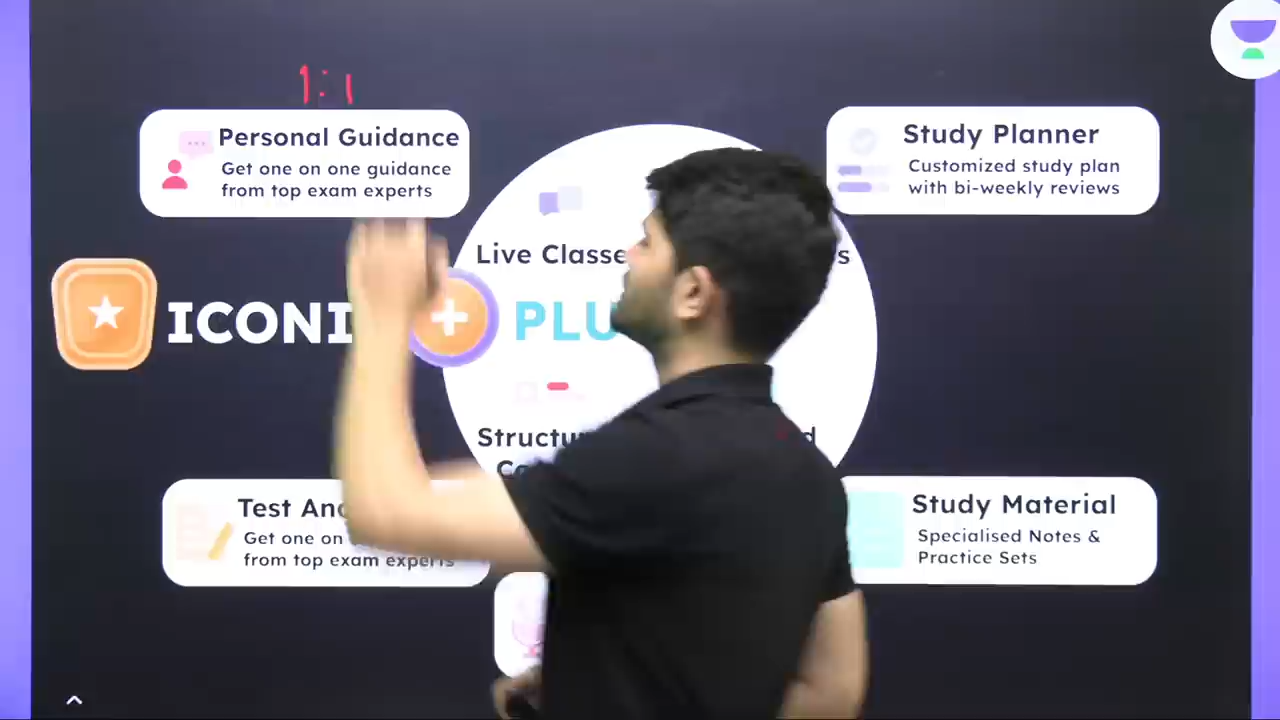 1:1
Personal Guidance
Get one on one guidance
from top exam experts
Study Planner
Customized study plan
with bi-weekly reviews
Live Classe
ICONI
PLU
Structu
Test
Get one on
from top exam experts
Study Material
Specialised Notes &
Practice Sets